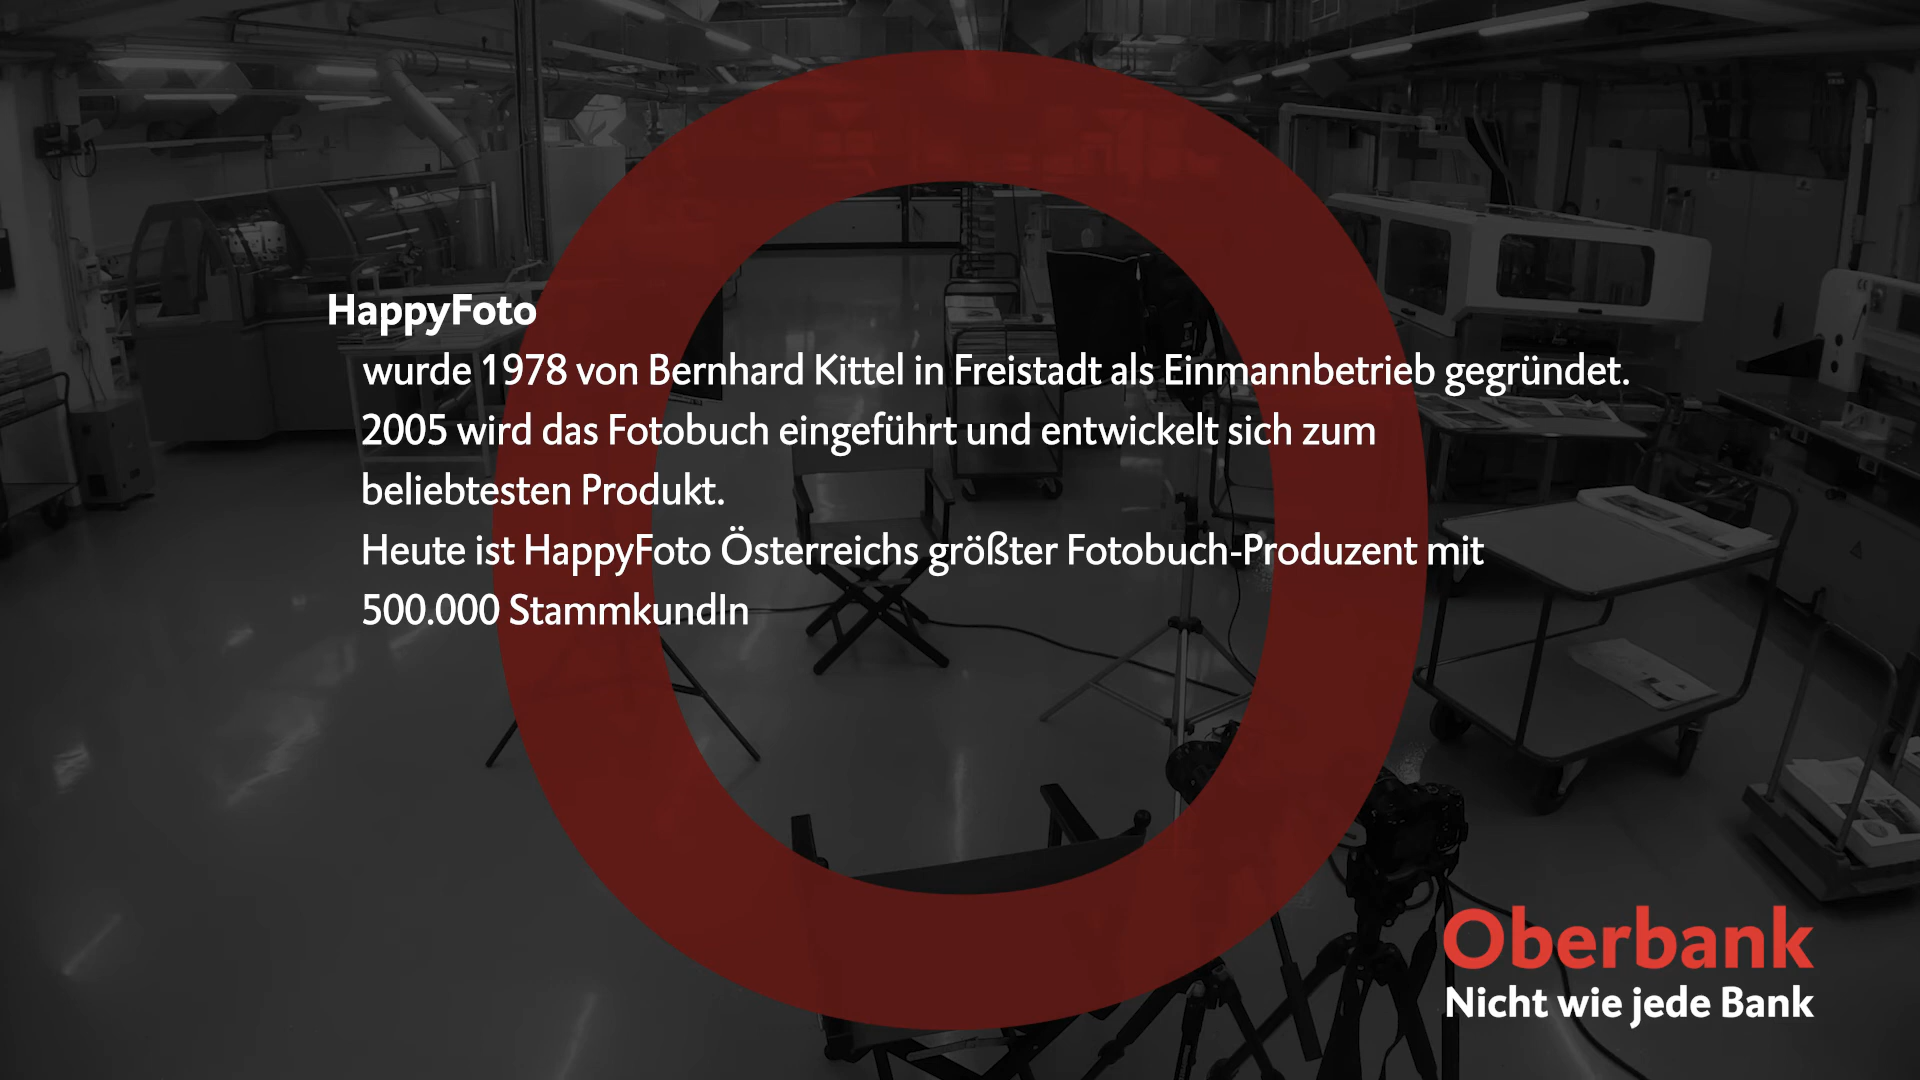 HappyFoto
wurde 1978 von Bernhard Kittel in Freistadt als Einmannbetrieb gegründet.
2005 wird das Fotobuch eingeführt und entwickelt sich zum
beliebtesten Produkt.
Heute ist HappyFoto Österreichs größter Fotobuch-Produzent mit
500.000 StammkundIn
Oberbank
Nicht wie jede Bank